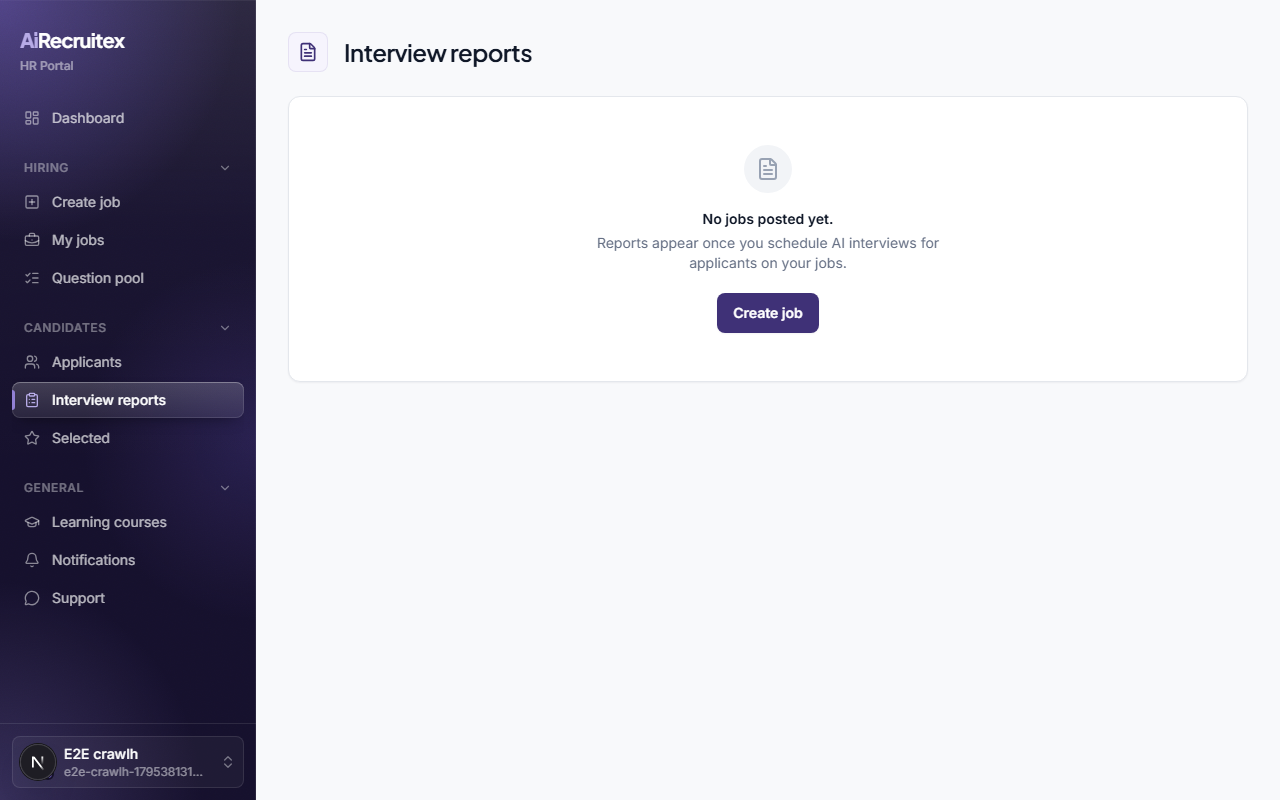 AiRecruitex
HR Portal
Dashboard
HIRING
Create job
My jobs
Question pool
CANDIDATES
Applicants
Interview reports
Selected
GENERAL
Learning courses
Notifications
Support
N
E2E crawlh
e2e-crawlh-179538131...
Interview reports
No jobs posted yet.
Reports appear once you schedule AI interviews for
applicants on your jobs.
Create job